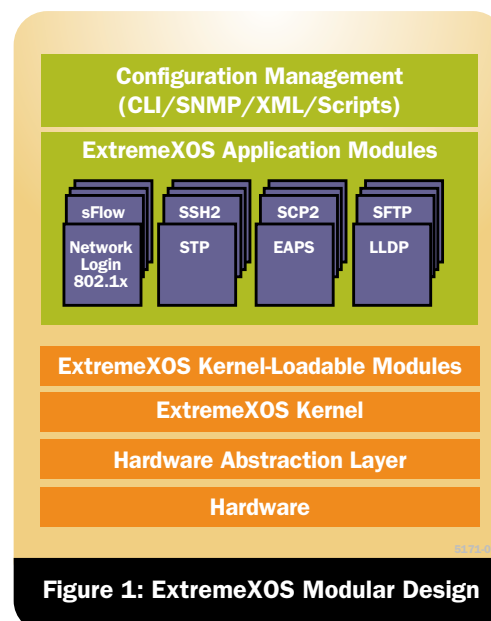 Configuration Management
(CLI/SNMP/XML/Scripts)
ExtremeXOS Application Modules
sFlow
SSH2
SCP2
SFTP
Network
Login
802.1x
STP
EAPS
LLDP
ExtremeXOS Kernel-Loadable Modules
ExtremeXOS Kernel
Hardware Abstraction Layer
Hardware
Figure 1: ExtremeXOS Modular Design